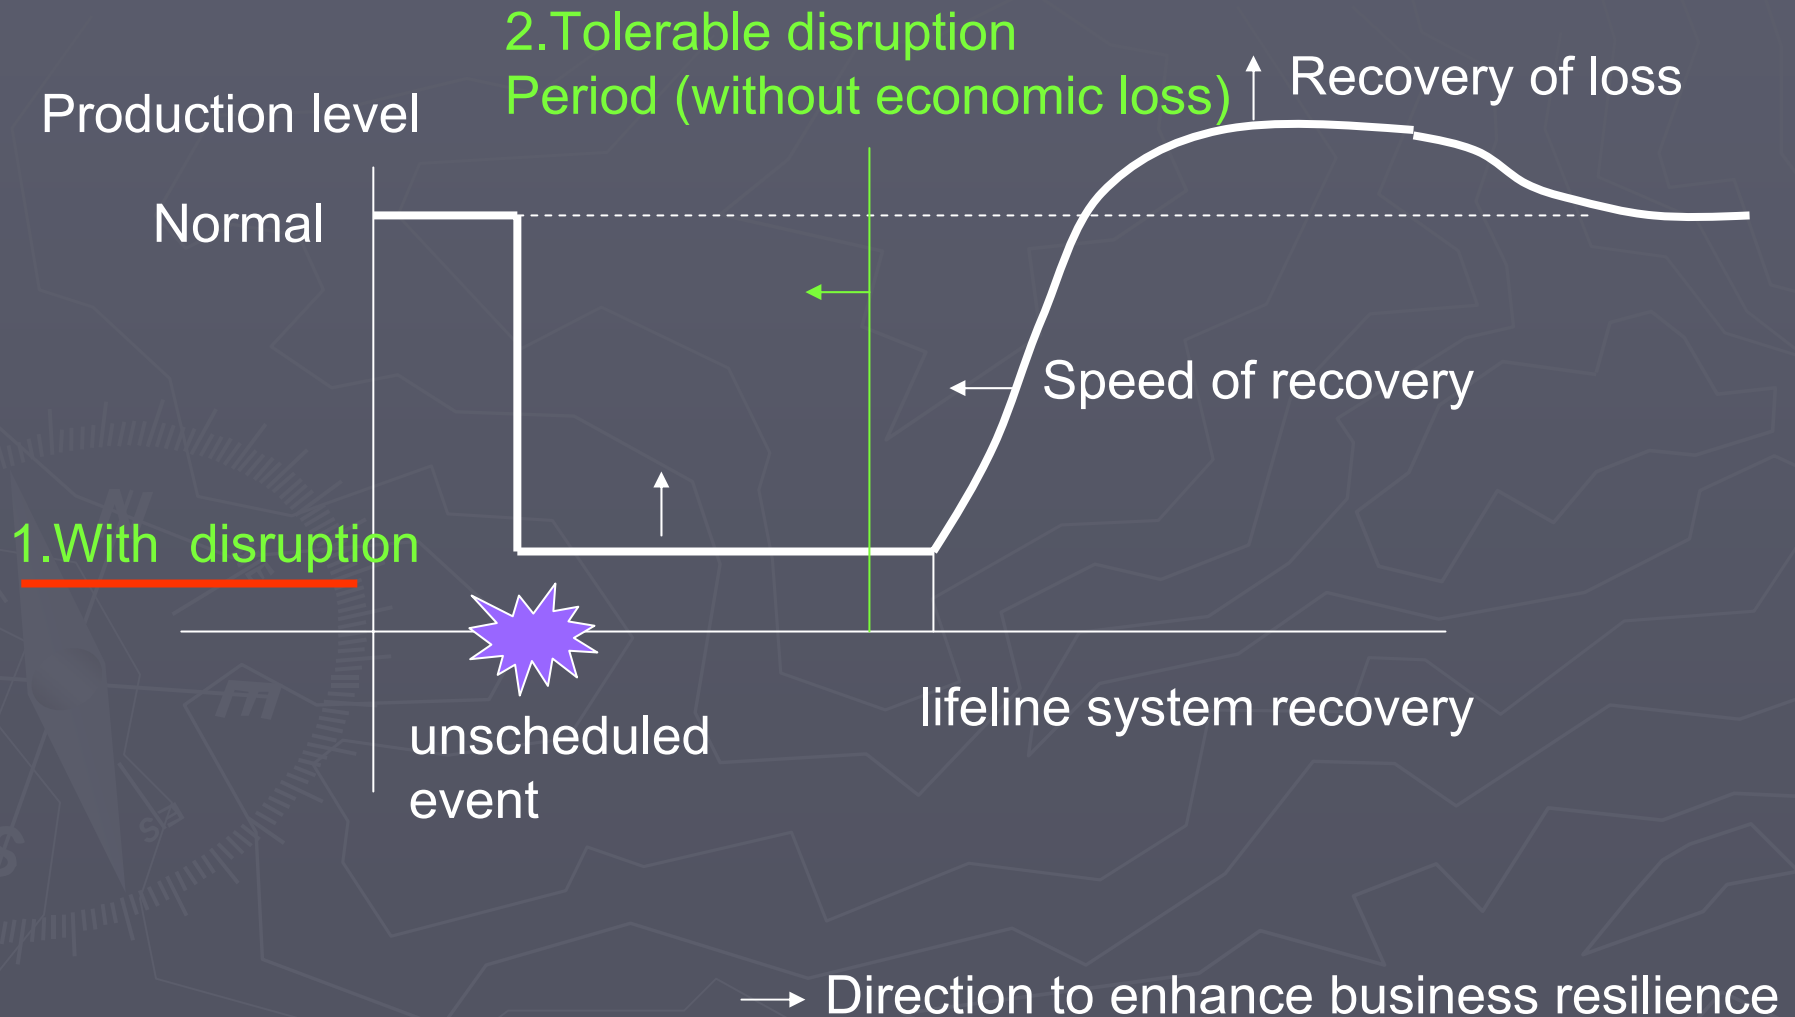 2.Tolerable disruption
Period (without economic loss)
Recovery of loss
Production level
Normal
Speed of recovery
1.With  disruption
lifeline system recovery
unscheduled
event
Direction to enhance business resilience
N
E
ES
S